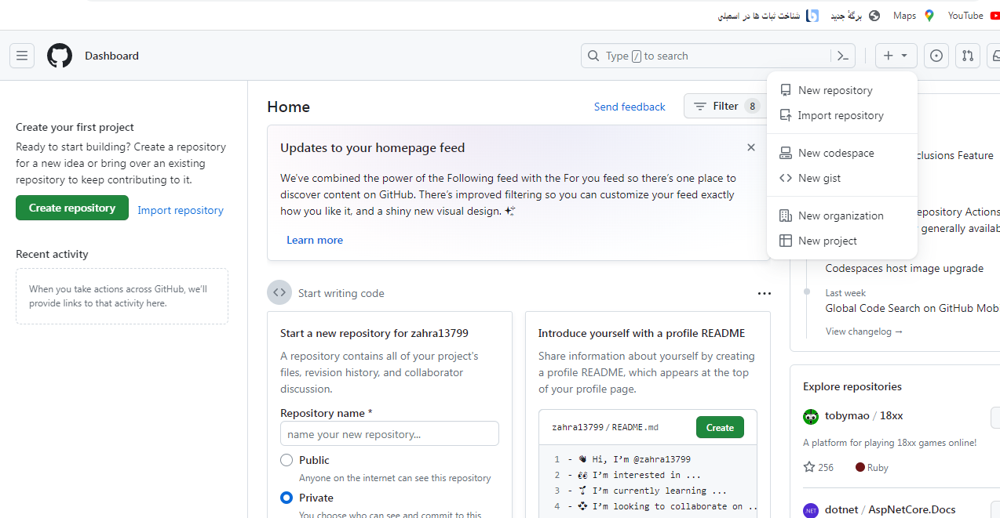 شناخت ثبات ها در اسمبلی
برگهٔ جدید
Maps
YouTube
Dashboard
Type / to search
New repository
Import repository
New codespace
New gist
New organization
New project
Create your first project
Ready to start building? Create a repository
for a new idea or bring over an existing
repository to keep contributing to it.
Create repository
Import repository
Recent activity
When you take actions across GitHub, we'll
provide links to that activity here.
Home
Send feedback
Filter 8
Updates to your homepage feed
We've combined the power of the Following feed with the For you feed so there's one place to
discover content on GitHub. There's improved filtering so you can customize your feed exactly
how you like it, and a shiny new visual design.
Learn more
Start writing code
Start a new repository for zahra13799
A repository contains all of your project's
files, revision history, and collaborator
discussion.
Repository name *
name your new repository...
Public
Anyone on the internet can see this repository
Private
You choose who can see and commit to this
Introduce yourself with a profile README
Share information about yourself by creating
a profile README, which appears at the top
of your profile page.
zahra13799 / README.md
Create
1 - 👋 Hi, I'm @zahra13799
2 - 👀 I'm interested in ...
3 - 🌱 I'm currently learning ...
4 - 💞️ I'm looking to collaborate on ..
clusions Feature
epository Actions
generally availab
Codespaces host image upgrade
Last week
Global Code Search on GitHub Mob
View changelog →
Explore repositories
tobymao / 18xx
A platform for playing 18xx games online!
256
Ruby
NET
dotnet / AspNetCore.Docs